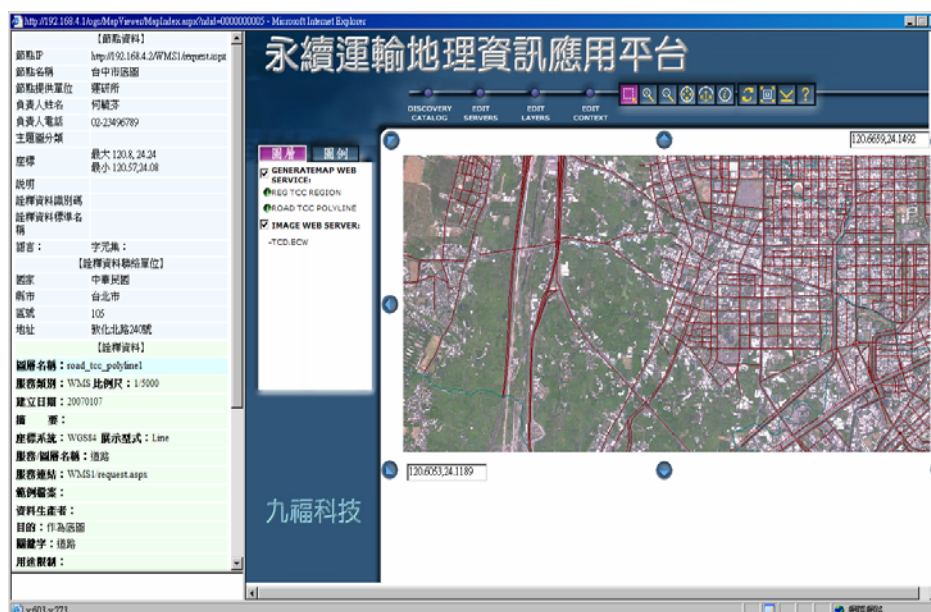 http://192.168.4.1/ogc/MapViewer/MapIndex.aspx?ndid=0000000005 - Microsoft Internet Explorer
【節點資料】
節點IP http://192.168.4.2/WMS1/request.aspx
節點名稱 台中市底圖
節點提供單位 運研所
負責人姓名 何毓芬
負責人電話 02-23496789
主題圖分類
座標 最大 120.8, 24.24
最小 120.57,24.08
說明
詮釋資料識別碼
詮釋資料標準名稱
語言： 字元集：
【詮釋資料聯絡單位】
國家 中華民國
縣市 台北市
區號 105
地址 敦化北路240號
【詮釋資料】
圖層名稱：road_tcc_polyline1
服務類別：WMS 比例尺：1/5000
建立日期：20070107
摘 要：
座標系統：WGS84 展示型式：Line
服務/圖層名稱：道路
服務連結：WMS1/request.aspx
範例檔案：
資料生產者：
目的：作為底圖
關鍵字：道路
用途限制：
永續運輸地理資訊應用平台
DISCOVERY CATALOG
EDIT SERVERS
EDIT LAYERS
EDIT CONTEXT
圖層 圖例
GENERATEMAP WEB SERVICE:
REG TCC REGION
ROAD TCC POLYLINE
IMAGE WEB SERVER:
-TCD.ECW
120.6659,24.1492
120.6053,24.1189
九福科技
x:603 y:273
網際網路